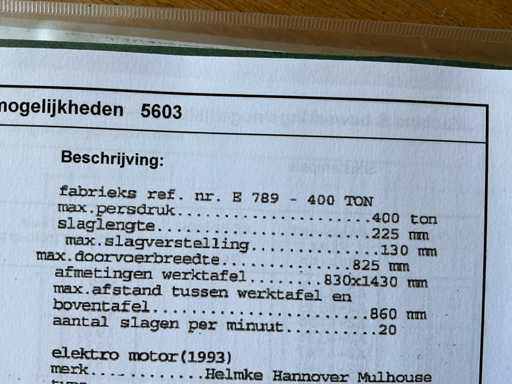 mogelijkheden 5603
Beschrijving:
fabrieks ref. nr. E 789 - 400 TON
max.persdruk....................400 ton
slaglengte......................225 mm
max.slagverstelling.............130 mm
max.doorvoerbreedte.............825 mm
afmetingen werktafel........830x1430 mm
max.afstand tussen werktafel en
boventafel......................860 mm
aantal slagen per minuut.........20
elektro motor(1993)
merk............Helmke Hannover Mulhouse